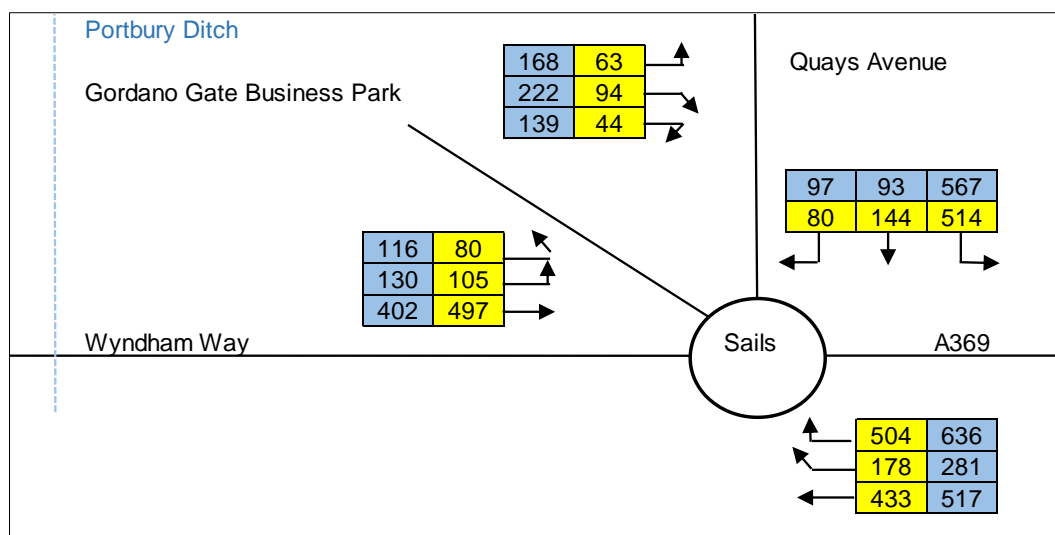 Portbury Ditch
168 63
Quays Avenue
222 94
Gordano Gate Business Park
139 44
97 93 567
80 144 514
116 80
130 105
402 497
Wyndham Way
Sails
A369
504 636
178 281
433 517